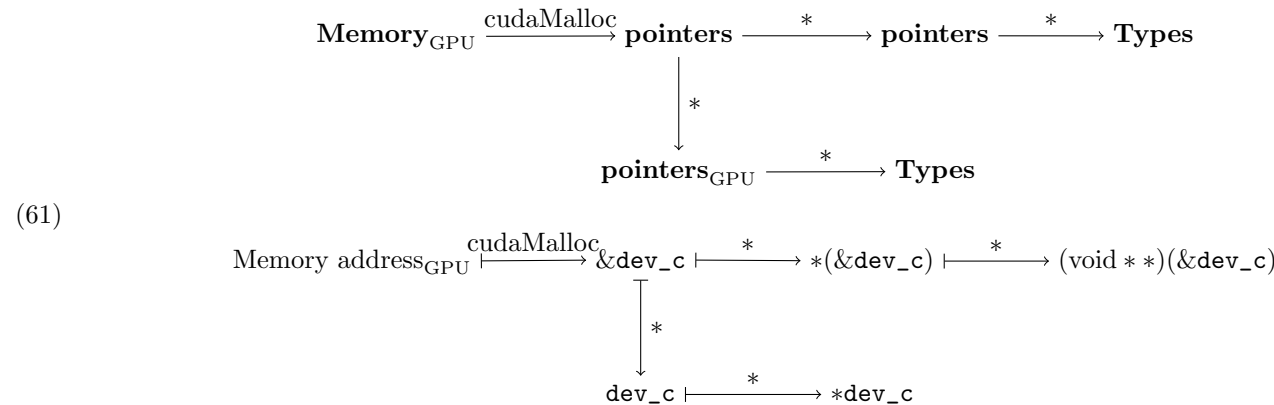 cudaMalloc * *
Memory_GPU pointers pointers Types
*
*
pointers_GPU Types
(61)
cudaMalloc * *
Memory address_GPU &dev_c *(&dev_c) (void * *)(&dev_c)
*
*
dev_c *dev_c